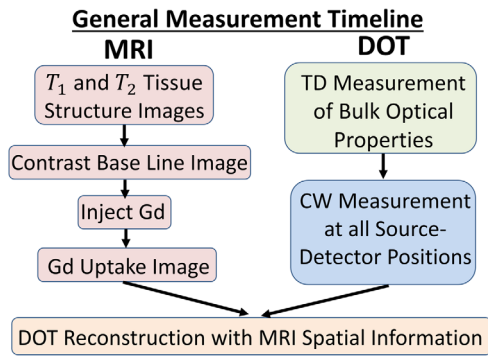 General Measurement Timeline
MRI
T₁ and T₂ Tissue
Structure Images
Contrast Base Line Image
Inject Gd
Gd Uptake Image
DOT
TD Measurement
of Bulk Optical
Properties
CW Measurement
at all Source-
Detector Positions
DOT Reconstruction with MRI Spatial Information